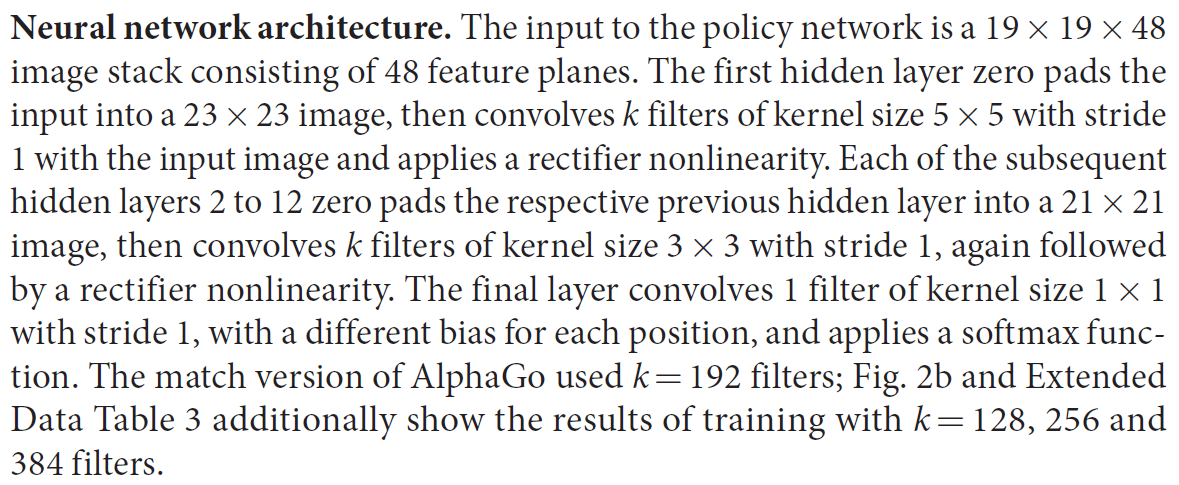 Neural network architecture. The input to the policy network is a 19 × 19 × 48
image stack consisting of 48 feature planes. The first hidden layer zero pads the
input into a 23 × 23 image, then convolves k filters of kernel size 5 × 5 with stride
1 with the input image and applies a rectifier nonlinearity. Each of the subsequent
hidden layers 2 to 12 zero pads the respective previous hidden layer into a 21 × 21
image, then convolves k filters of kernel size 3 × 3 with stride 1, again followed
by a rectifier nonlinearity. The final layer convolves 1 filter of kernel size 1 × 1
with stride 1, with a different bias for each position, and applies a softmax func-
tion. The match version of AlphaGo used k = 192 filters; Fig. 2b and Extended
Data Table 3 additionally show the results of training with k = 128, 256 and
384 filters.